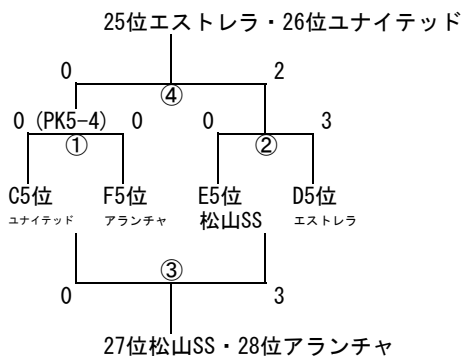 25位エストレラ・26位ユナイテッド
0 2
④
0 (PK5-4) 0 0 3
① ②
C5位 F5位 E5位 D5位
ユナイテッド アランチャ 松山SS エストレラ
③
0 3
27位松山SS・28位アランチャ